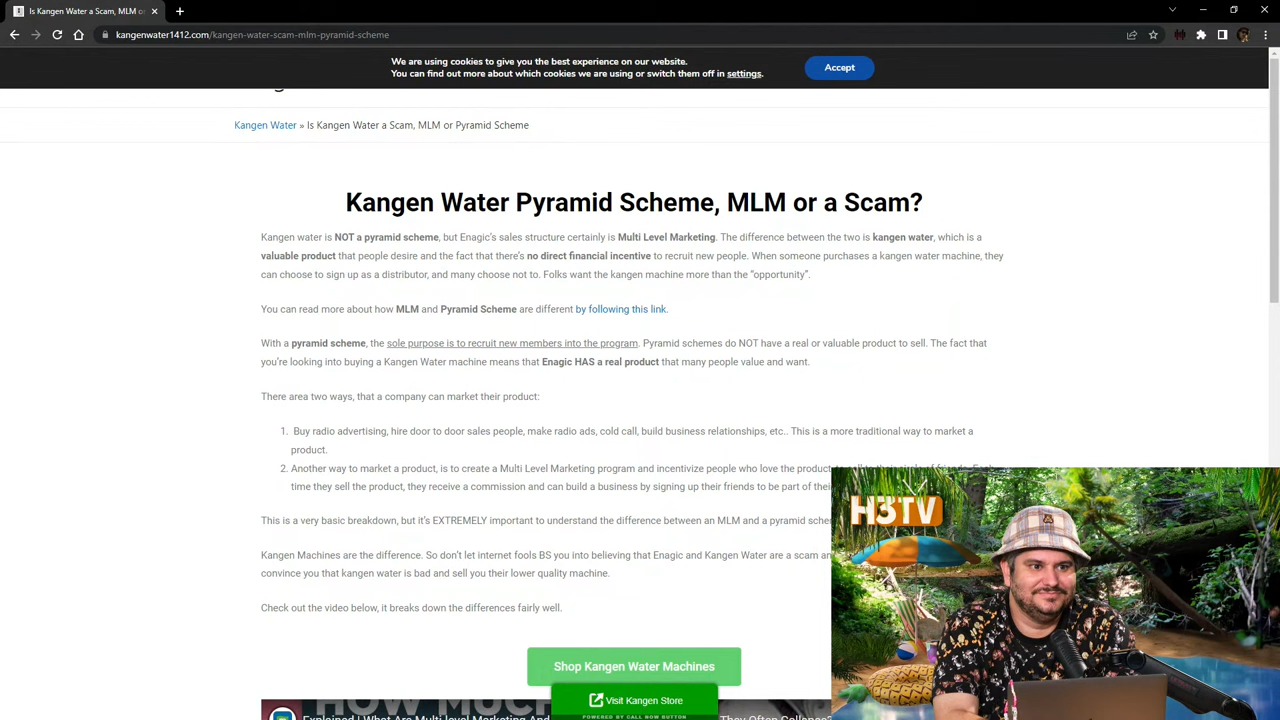 Is Kangen Water a Scam, MLM or
kangenwater1412.com/kangen-water-scam-mlm-pyramid-scheme
We are using cookies to give you the best experience on our website.
You can find out more about which cookies we are using or switch them off in settings.
Accept
Kangen Water » Is Kangen Water a Scam, MLM or Pyramid Scheme
Kangen Water Pyramid Scheme, MLM or a Scam?
Kangen water is NOT a pyramid scheme, but Enagic's sales structure certainly is Multi Level Marketing. The difference between the two is kangen water, which is a
valuable product that people desire and the fact that there's no direct financial incentive to recruit new people. When someone purchases a kangen water machine, they
can choose to sign up as a distributor, and many choose not to. Folks want the kangen machine more than the “opportunity”.
You can read more about how MLM and Pyramid Scheme are different by following this link.
With a pyramid scheme, the sole purpose is to recruit new members into the program. Pyramid schemes do NOT have a real or valuable product to sell. The fact that
you're looking into buying a Kangen Water machine means that Enagic HAS a real product that many people value and want.
There area two ways, that a company can market their product:
1. Buy radio advertising, hire door to door sales people, make radio ads, cold call, build business relationships, etc.. This is a more traditional way to market a
product.
2. Another way to market a product, is to create a Multi Level Marketing program and incentivize people who love the product
time they sell the product, they receive a commission and can build a business by signing up their friends to be part of
This is a very basic breakdown, but it's EXTREMELY important to understand the difference between an MLM and a pyramid
Kangen Machines are the difference. So don't let internet fools BS you into believing that Enagic and Kangen Water are a scam
convince you that kangen water is bad and sell you their lower quality machine.
Check out the video below, it breaks down the differences fairly well.
Shop Kangen Water Machines
Visit Kangen Store
POWERED BY CALL NOW BUTTON
HOW MUCH
Explained | What Are Multi-level Marketing And
They Often Collapse?
H3TV